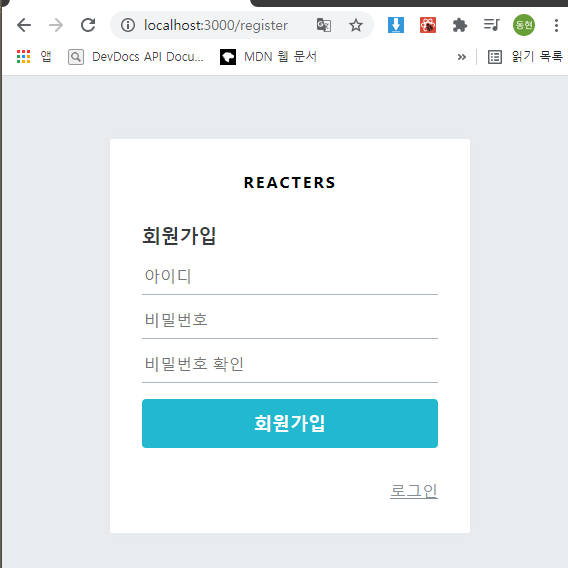 localhost:3000/register
동현
앱 DevDocs API Docu... MDN 웹 문서 » 읽기 목록
REACTERS
회원가입
아이디
비밀번호
비밀번호 확인
회원가입
로그인